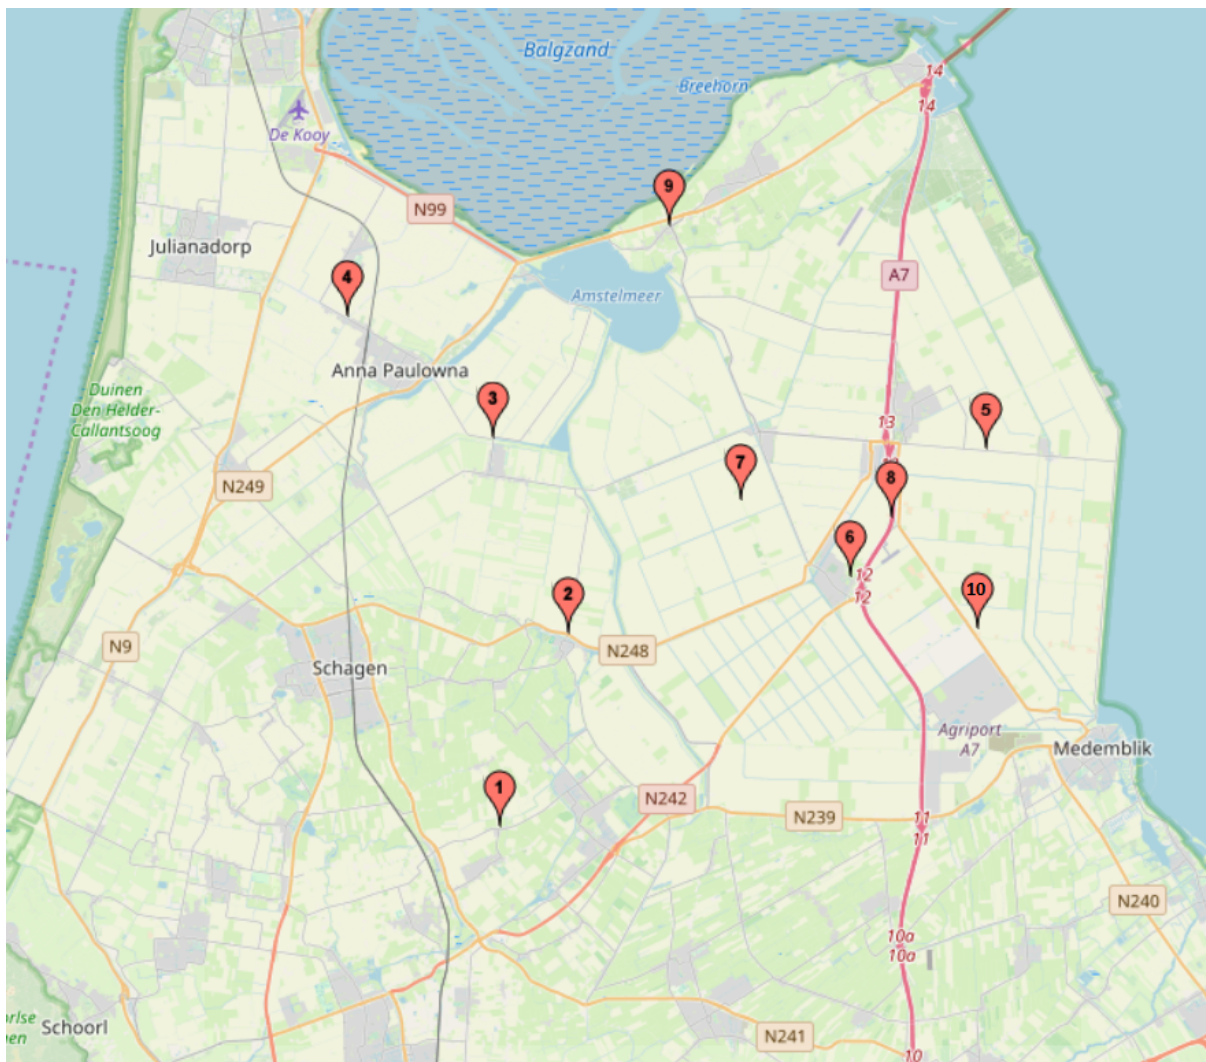 Balgzand
Breehorn
14
14
De Kooy
9
N99
Julianadorp
4
A7
Amstelmeer
Anna Paulowna
Duinen
Den Helder-
Callantsoog
3
5
13
7
N249
8
6
12
12
2
10
N9
N248
Schagen
Agriport
A7
Medemblik
1
N242
N239
11
11
N240
10a
10a
Schoorl
N241
10